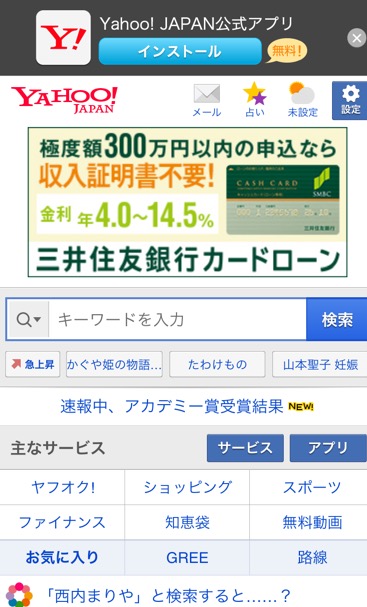 Yahoo! JAPAN公式アプリ
Y!
インストール
無料!
YAHOO!
JAPAN
メール
占い
未設定
設定
極度額300万円以内の申込なら
収入証明書不要!
金利 年4.0〜14.5%
CASH CARD
SMBC
三井住友銀行
三井住友銀行カードローン
キーワードを入力
検索
急上昇
かぐや姫の物語...
たわけもの
山本聖子 妊娠
速報中、アカデミー賞受賞結果 NEW!
主なサービス
サービス
アプリ
ヤフオク!
ショッピング
スポーツ
ファイナンス
知恵袋
無料動画
お気に入り
GREE
路線
「西内まりや」と検索すると……？